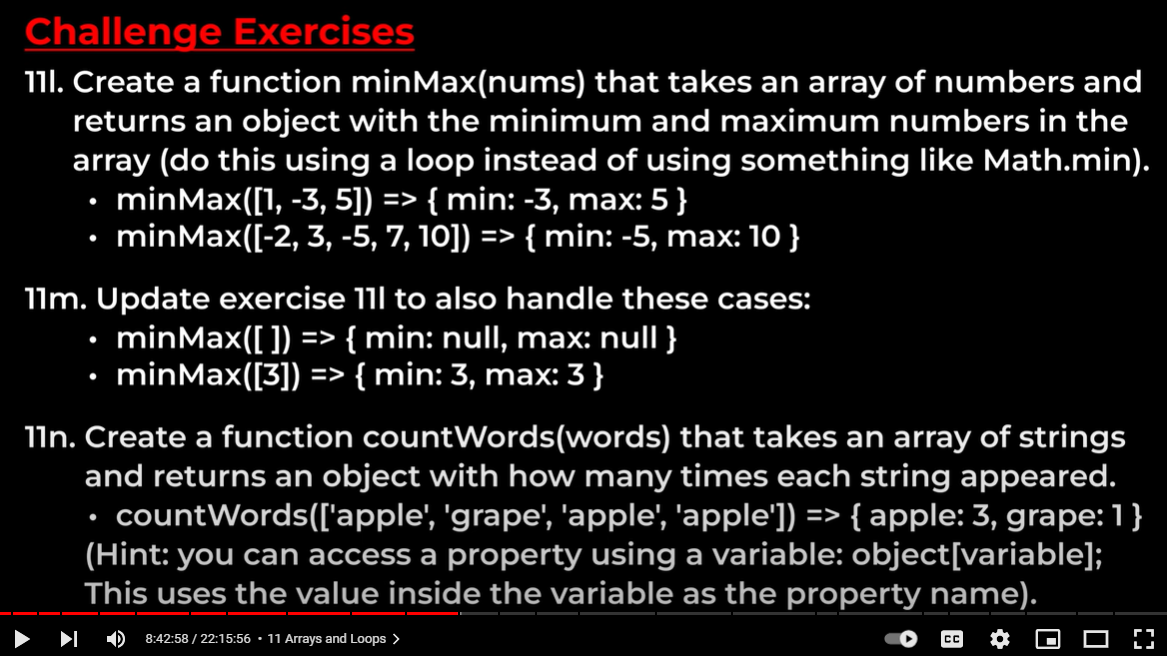 Challenge Exercises
11l. Create a function minMax(nums) that takes an array of numbers and
returns an object with the minimum and maximum numbers in the
array (do this using a loop instead of using something like Math.min).
• minMax([1, -3, 5]) => { min: -3, max: 5 }
• minMax([-2, 3, -5, 7, 10]) => { min: -5, max: 10 }
11m. Update exercise 11l to also handle these cases:
• minMax([ ]) => { min: null, max: null }
• minMax([3]) => { min: 3, max: 3 }
11n. Create a function countWords(words) that takes an array of strings
and returns an object with how many times each string appeared.
• countWords(['apple', 'grape', 'apple', 'apple']) => { apple: 3, grape: 1 }
(Hint: you can access a property using a variable: object[variable];
This uses the value inside the variable as the property name).
8:42:58 / 22:15:56 • 11 Arrays and Loops >
CC